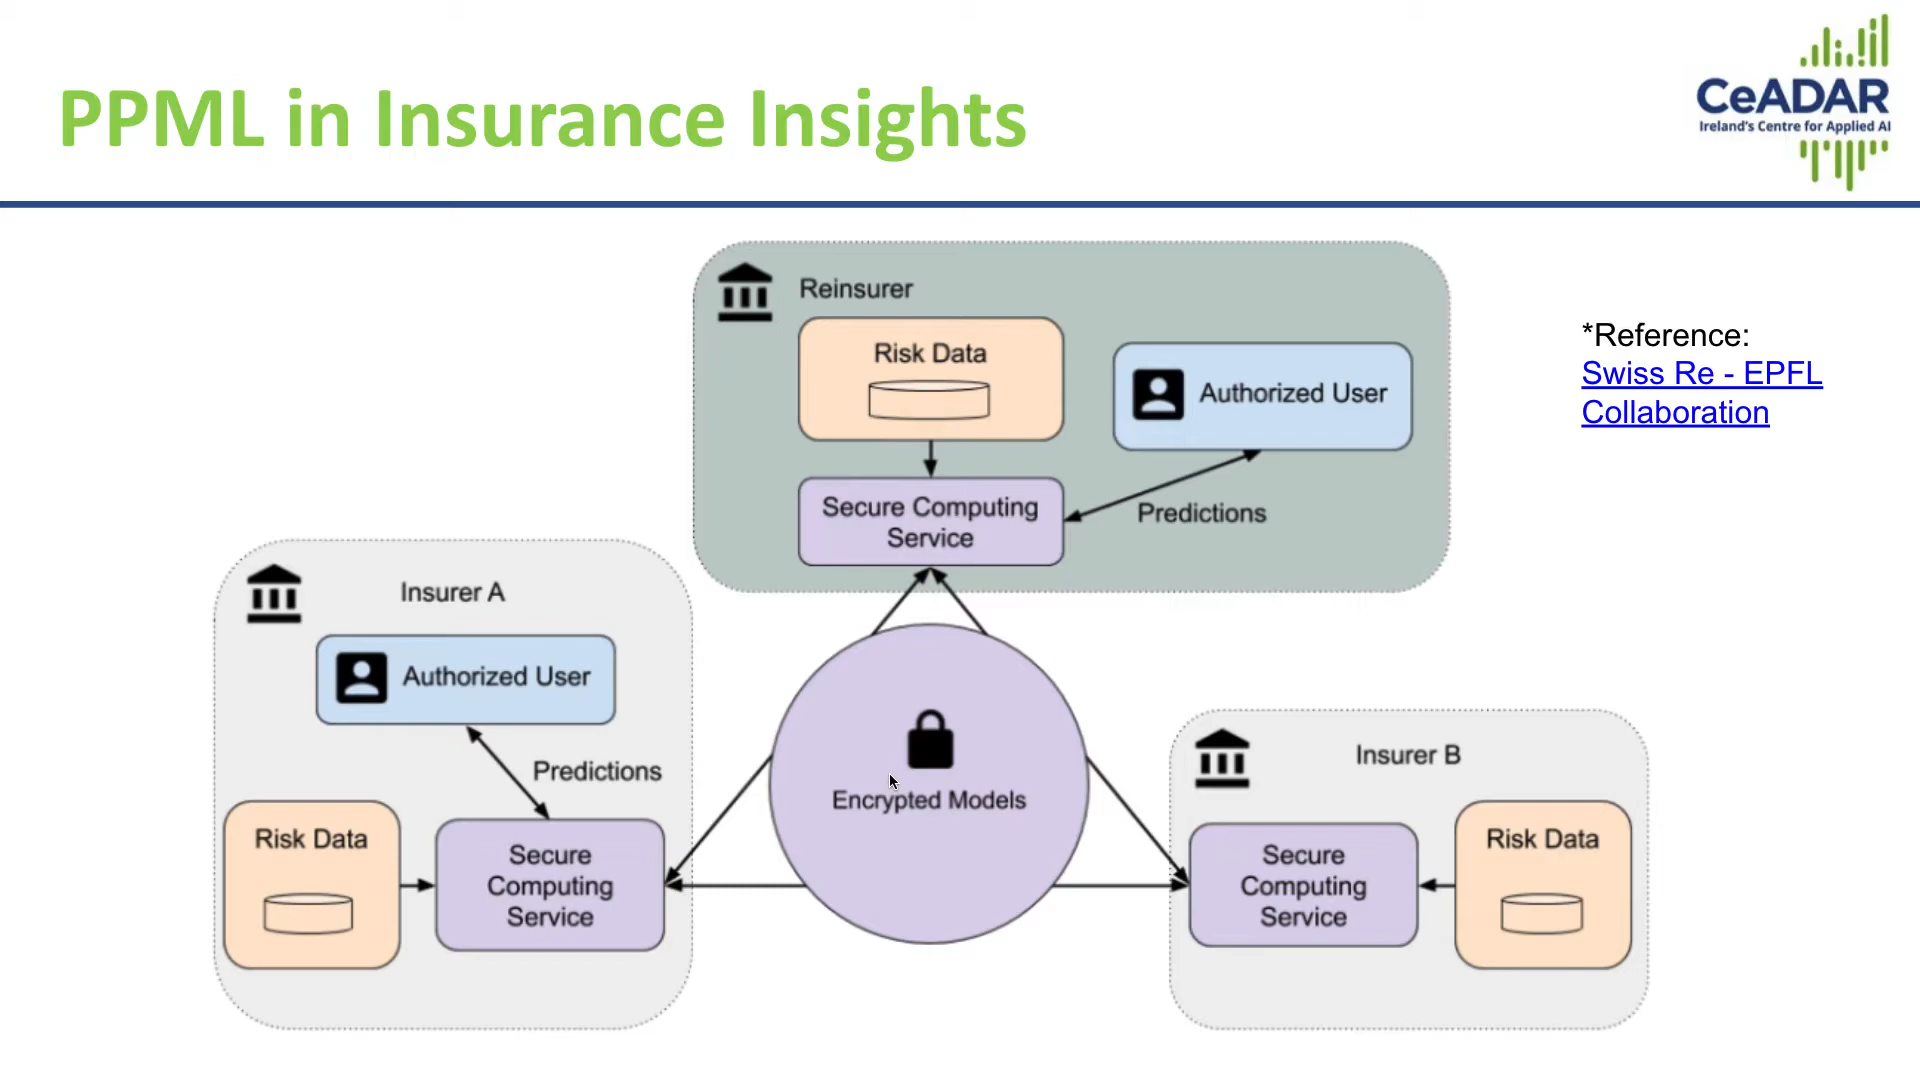 PPML in Insurance Insights
CeADAR
Ireland's Centre for Applied AI
Reinsurer
Risk Data
Authorized User
Secure Computing
Service
Predictions
*Reference:
Swiss Re - EPFL
Collaboration
Insurer A
Authorized User
Predictions
Risk Data
Secure
Computing
Service
Encrypted Models
Insurer B
Secure
Computing
Service
Risk Data